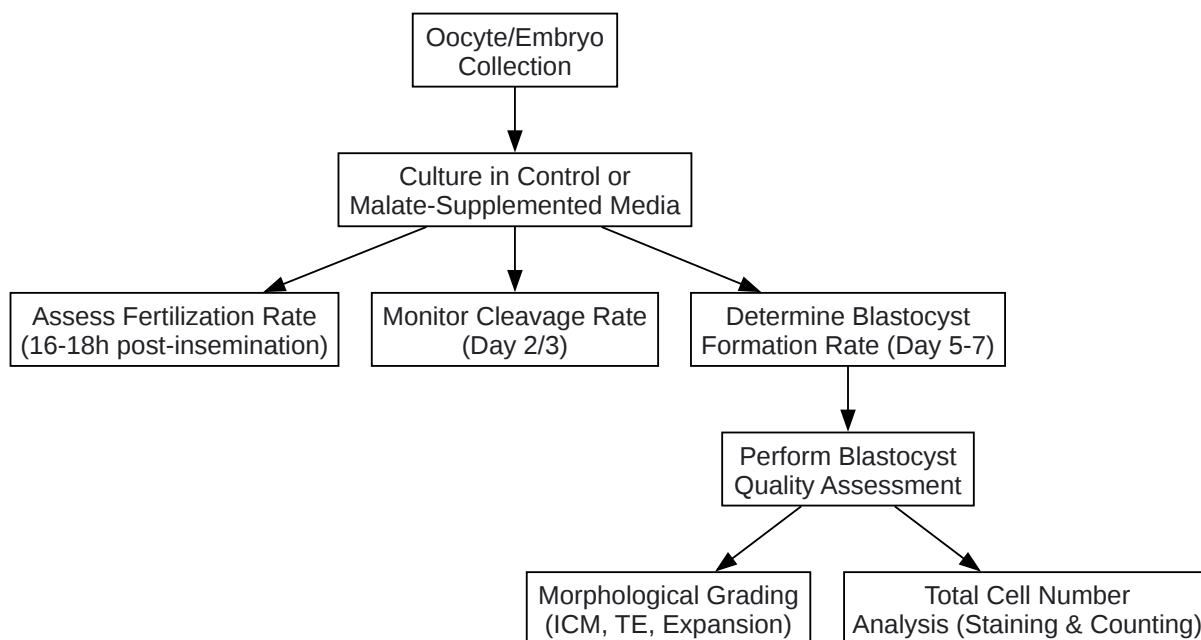 Oocyte/Embryo
Collection
Culture in Control or
Malate-Supplemented Media
Assess Fertilization Rate
(16-18h post-insemination)
Monitor Cleavage Rate
(Day 2/3)
Determine Blastocyst
Formation Rate (Day 5-7)
Perform Blastocyst
Quality Assessment
Morphological Grading
(ICM, TE, Expansion)
Total Cell Number
Analysis (Staining & Counting)